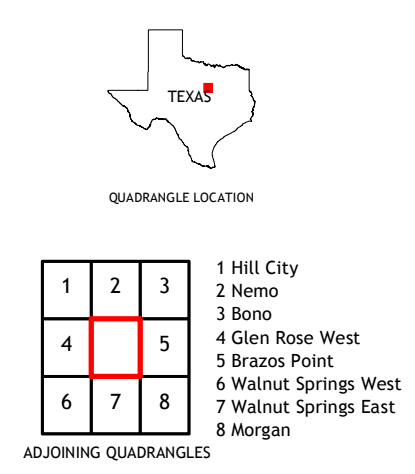 TEXAS
QUADRANGLE LOCATION
1 2 3
4 5
6 7 8
1 Hill City
2 Nemo
3 Bono
4 Glen Rose West
5 Brazos Point
6 Walnut Springs West
7 Walnut Springs East
8 Morgan
ADJOINING QUADRANGLES